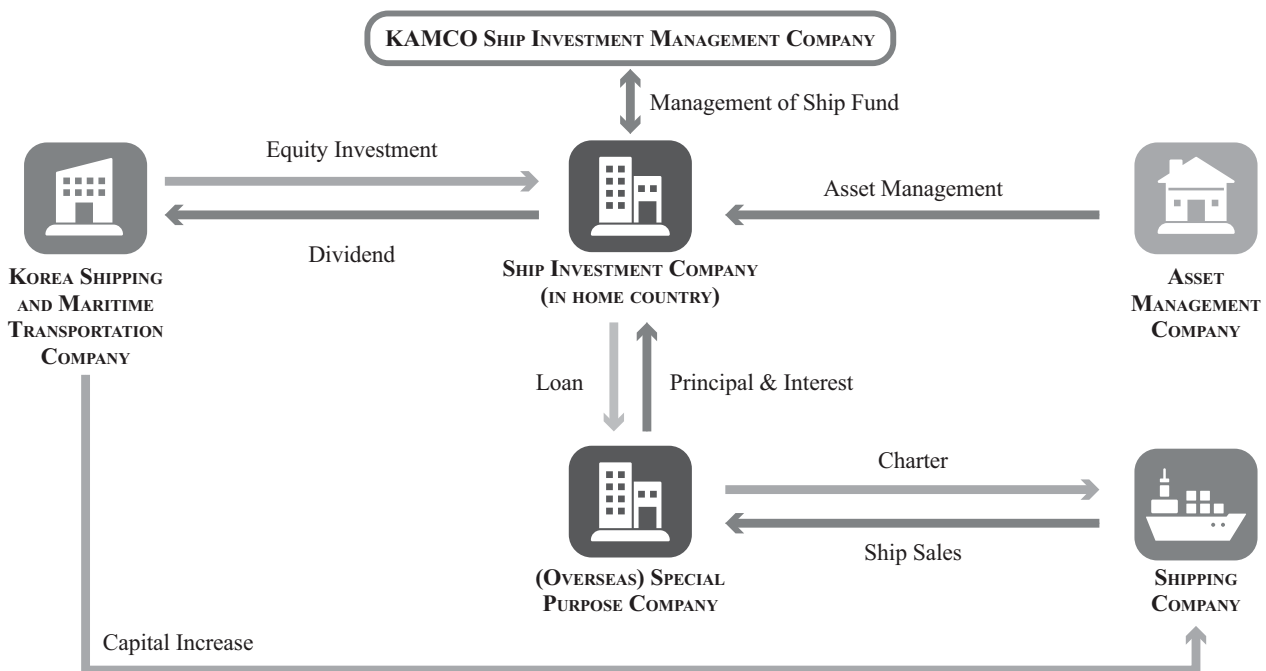 KAMCO Ship Investment Management Company
Management of Ship Fund
Equity Investment
Asset Management
Dividend
Korea Shipping
and Maritime
Transportation
Company
Ship Investment Company
(in home country)
Asset
Management
Company
Loan
Principal & Interest
Charter
Ship Sales
(Overseas) Special
Purpose Company
Shipping
Company
Capital Increase